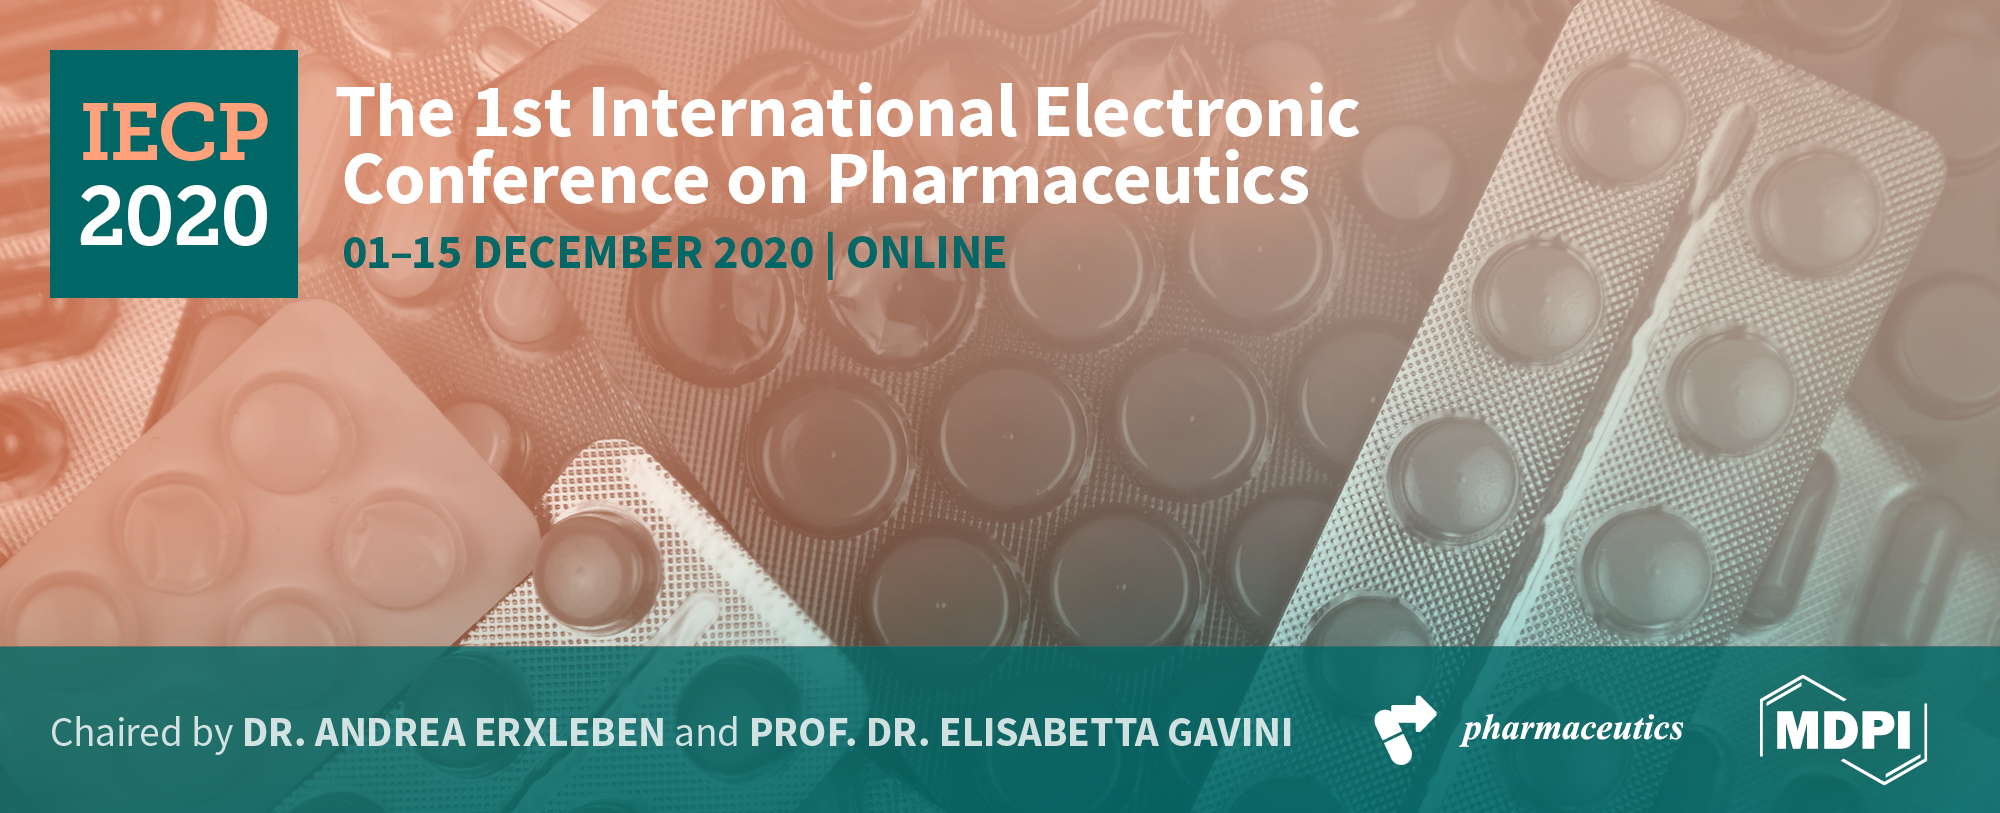 IECP
2020
The 1st International Electronic
Conference on Pharmaceutics
01–15 DECEMBER 2020 | ONLINE
Chaired by DR. ANDREA ERXLEBEN and PROF. DR. ELISABETTA GAVINI
pharmaceutics
MDPI